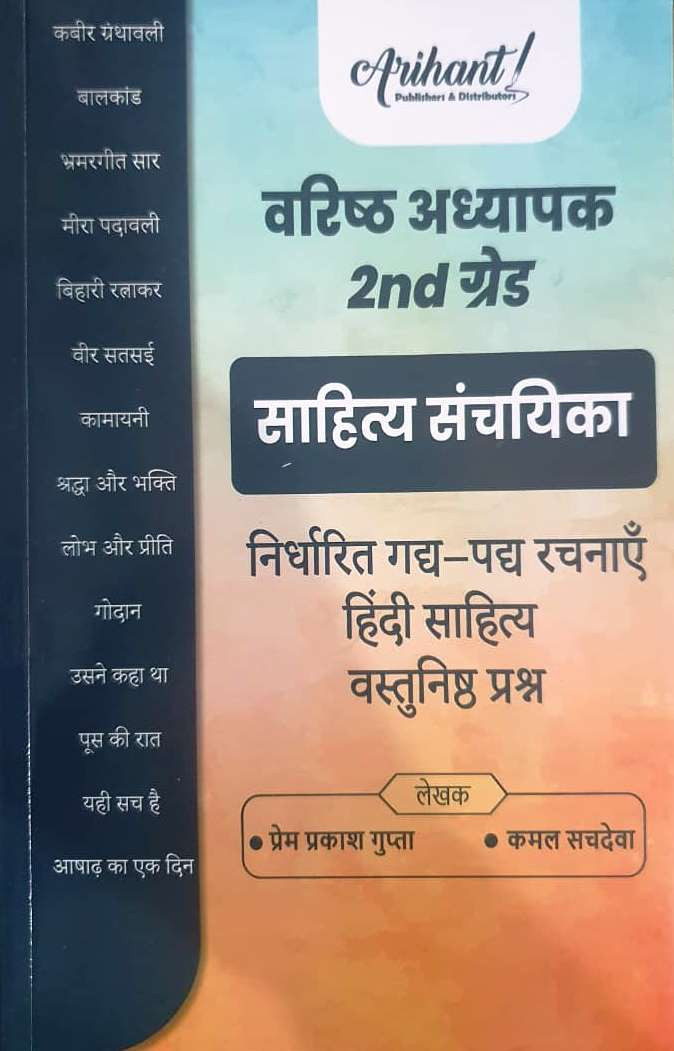 कबीर ग्रंथावली
बालकांड
भ्रमरगीत सार
मीरा पदावली
बिहारी रत्नाकर
वीर सतसई
कामायनी
श्रद्धा और भक्ति
लोभ और प्रीति
गोदान
उसने कहा था
पूस की रात
यही सच है
आषाढ़ का एक दिन
Arihant
Publishers & Distributors
वरिष्ठ अध्यापक
2nd ग्रेड
साहित्य संचयिका
निर्धारित गद्य-पद्य रचनाएँ
हिंदी साहित्य
वस्तुनिष्ठ प्रश्न
लेखक
• प्रेम प्रकाश गुप्ता • कमल सचदेवा